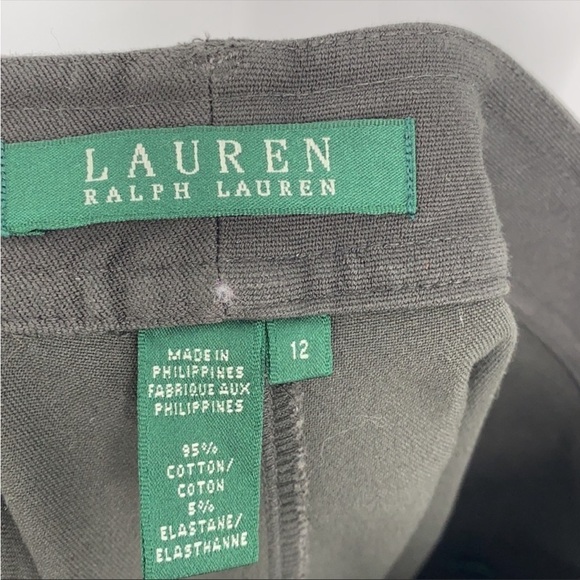 LAUREN
RALPH LAUREN
MADE IN
PHILIPPINES
FABRIQUE AUX
PHILIPPINES
12
95%
COTTON/
COTON
5%
ELASTANE/
ELASTHANNE